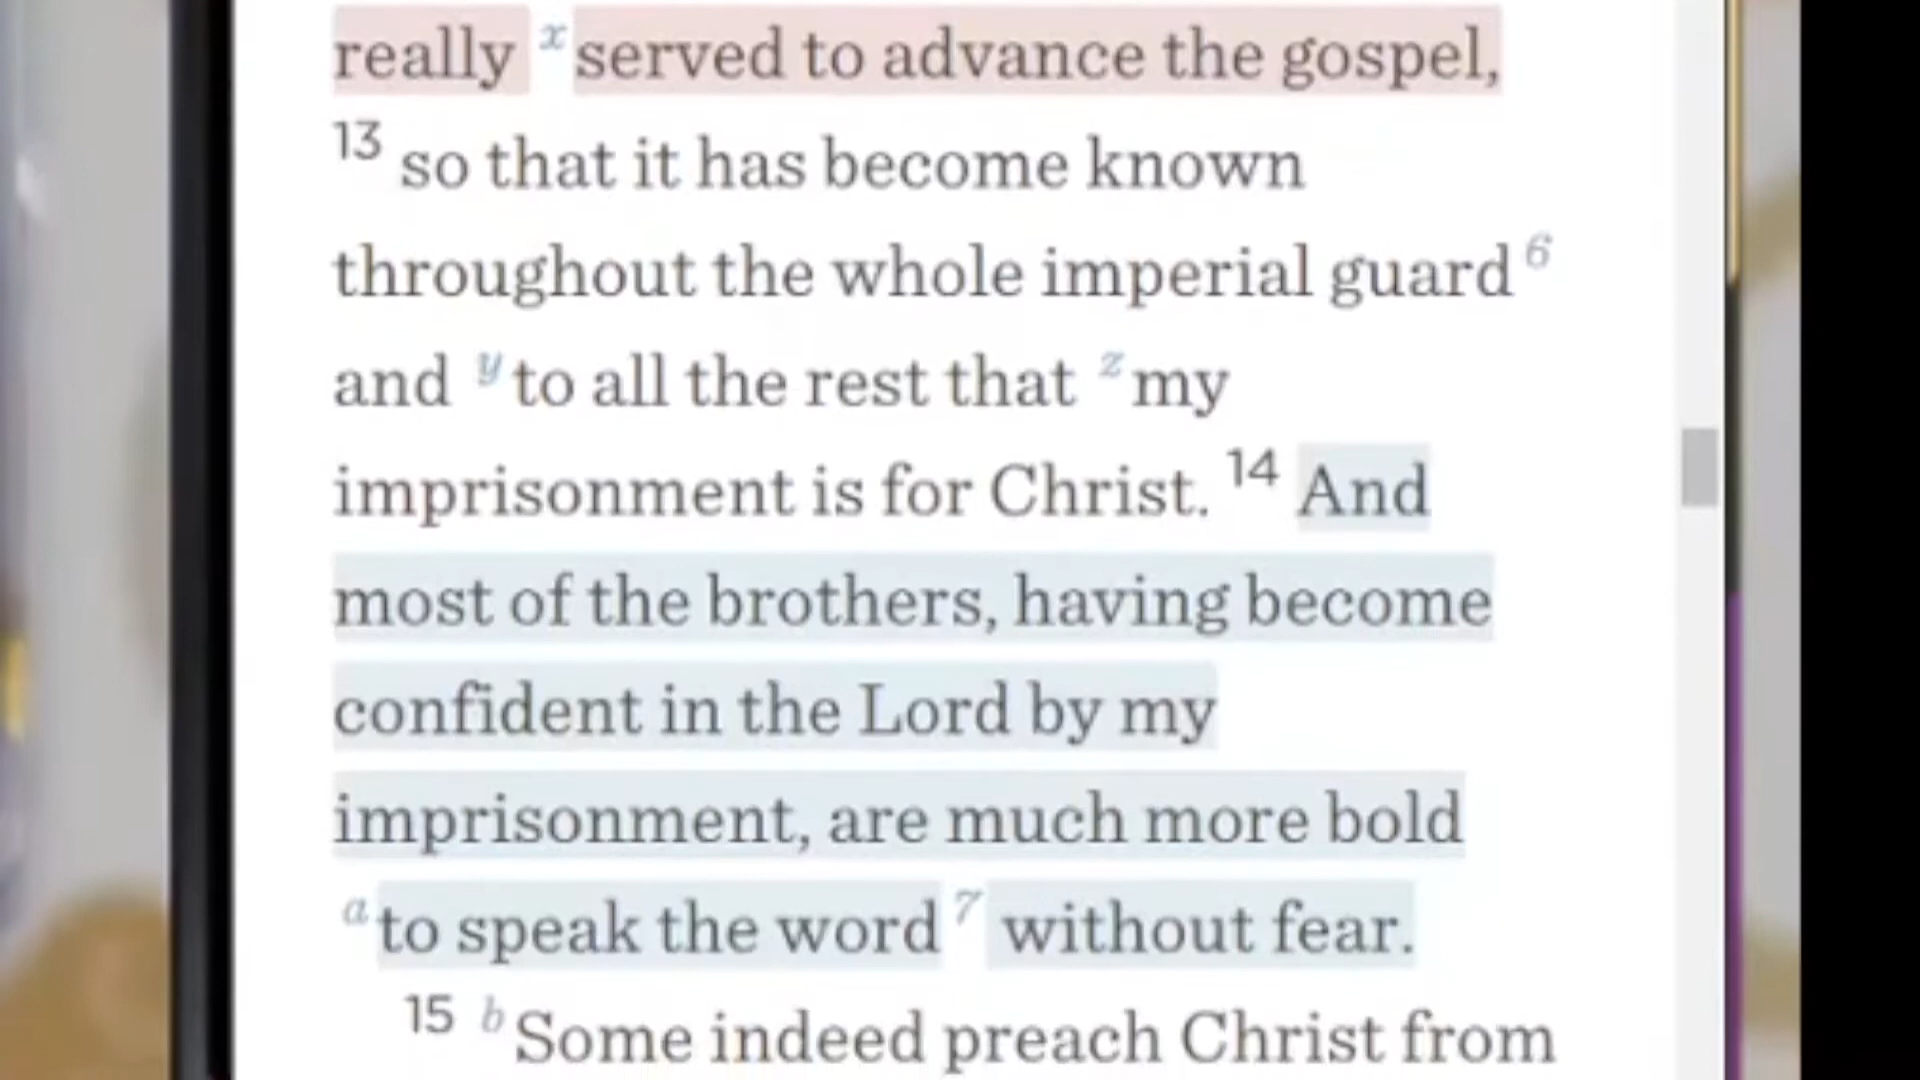 really x served to advance the gospel,
13 so that it has become known
throughout the whole imperial guard 6
and y to all the rest that z my
imprisonment is for Christ. 14 And
most of the brothers, having become
confident in the Lord by my
imprisonment, are much more bold
a to speak the word 7 without fear.
15 b Some indeed preach Christ from